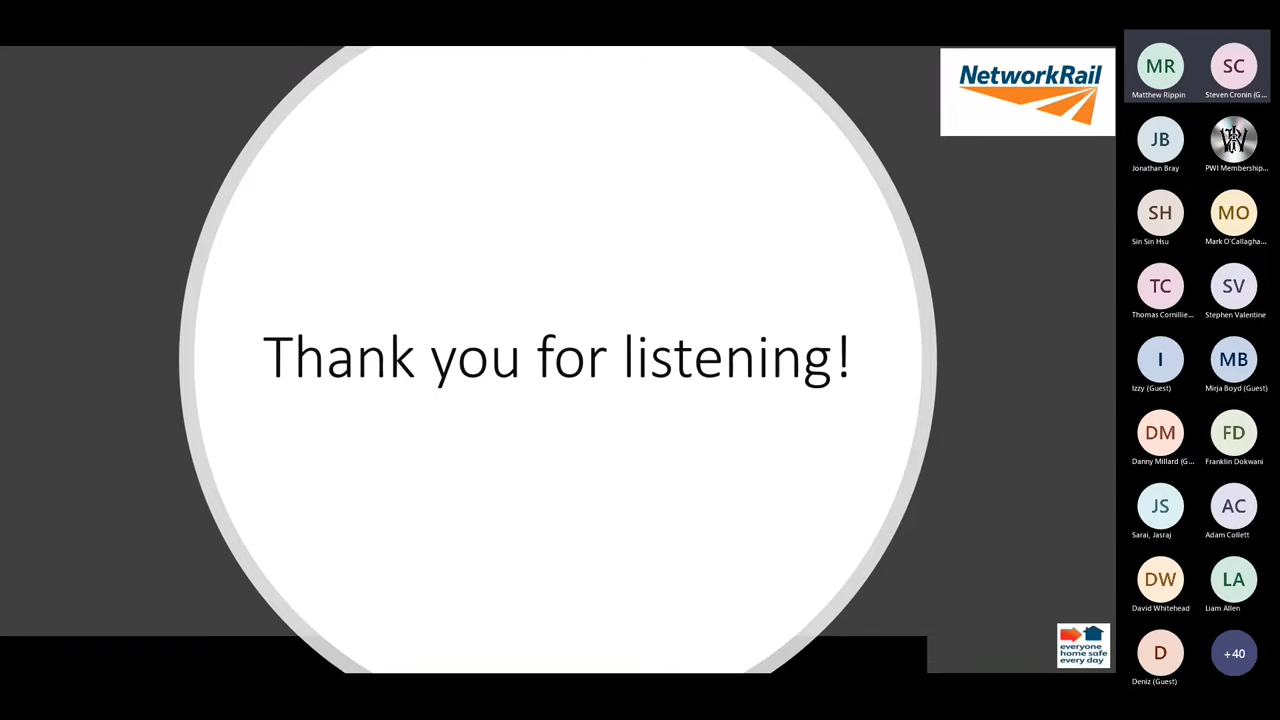 NetworkRail
Thank you for listening!
everyone
home safe
every day
MR
Matthew Rippin
SC
Steven Cronin (G...
JB
Jonathan Bray
PWI Membership...
SH
Sin Sin Hsu
MO
Mark O'Callagha...
TC
Thomas Cornillie...
SV
Stephen Valentine
I
Izzy (Guest)
MB
Mirja Boyd (Guest)
DM
Danny Millard (G...
FD
Franklin Dokwani
JS
Sarai, Jasraj
AC
Adam Collett
DW
David Whitehead
LA
Liam Allen
D
Deniz (Guest)
+40